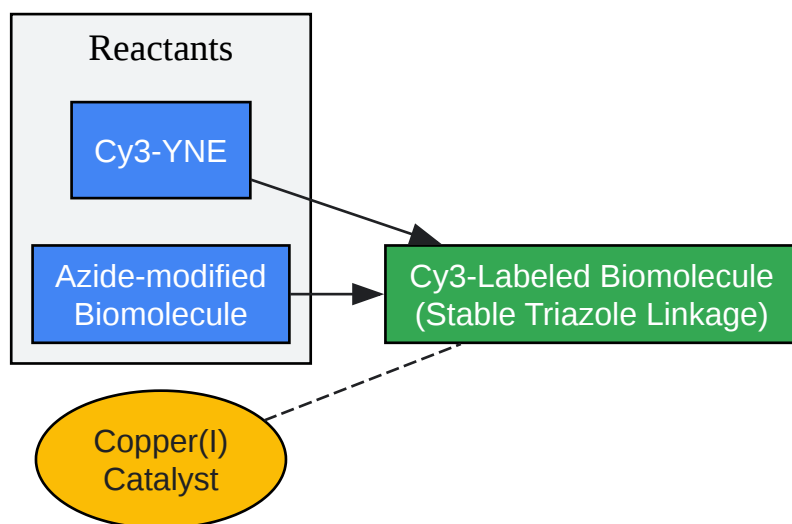 Reactants
Cy3-YNE
Azide-modified
Biomolecule
Cy3-Labeled Biomolecule
(Stable Triazole Linkage)
Copper(I)
Catalyst